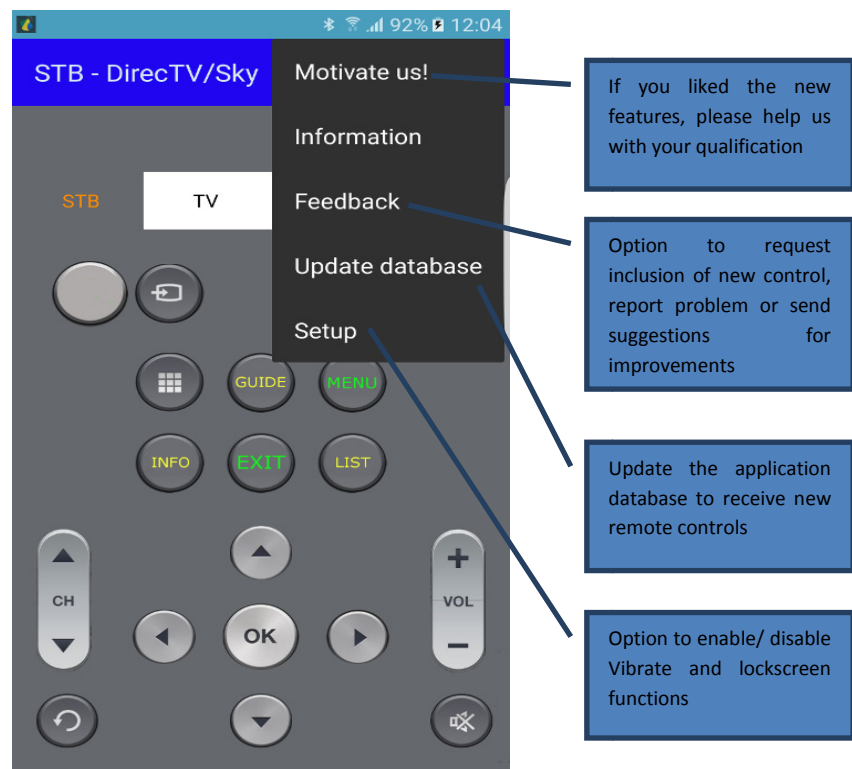 92% 12:04
STB - DirecTV/Sky
Motivate us!
Information
Feedback
Update database
Setup
STB
TV
GUIDE
MENU
INFO
EXIT
LIST
CH
OK
+
VOL
−
If you liked the new
features, please help us
with your qualification
Option to request
inclusion of new control,
report problem or send
suggestions for
improvements
Update the application
database to receive new
remote controls
Option to enable/ disable
Vibrate and lockscreen
functions